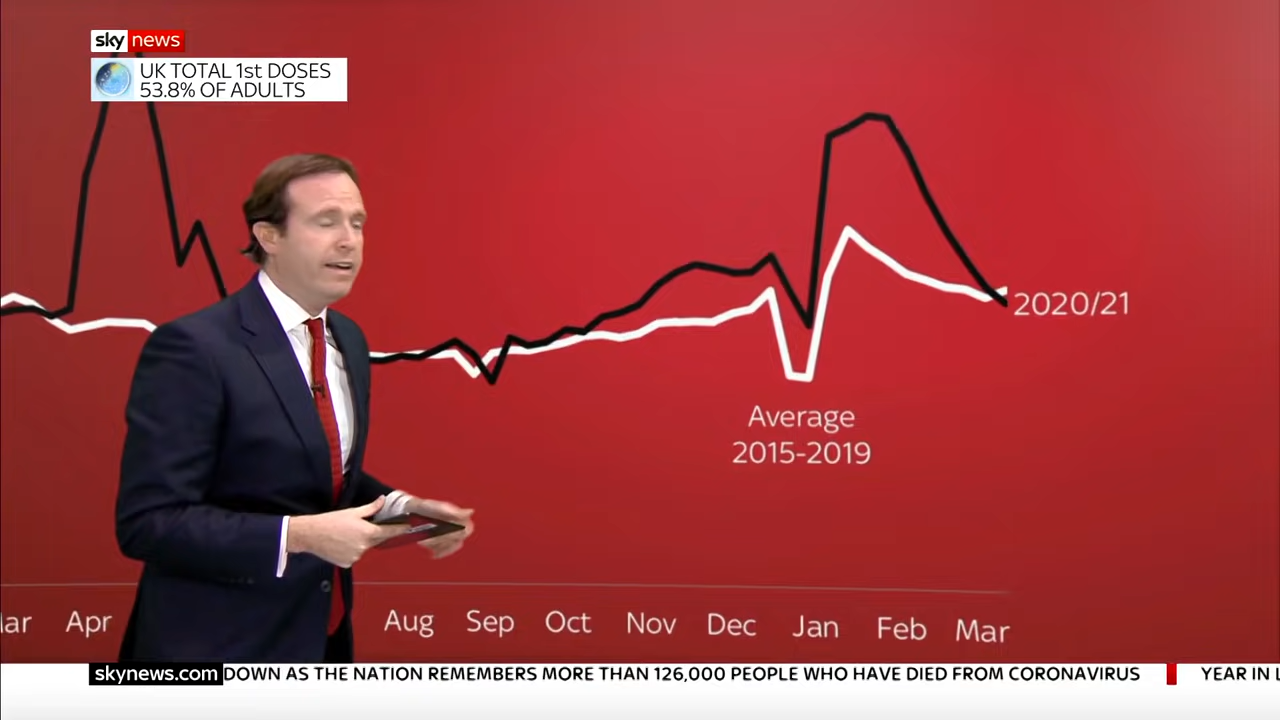 sky news
UK TOTAL 1st DOSES
53.8% OF ADULTS
2020/21
Average
2015-2019
Apr Aug Sep Oct Nov Dec Jan Feb Mar
skynews.com DOWN AS THE NATION REMEMBERS MORE THAN 126,000 PEOPLE WHO HAVE DIED FROM CORONAVIRUS YEAR IN